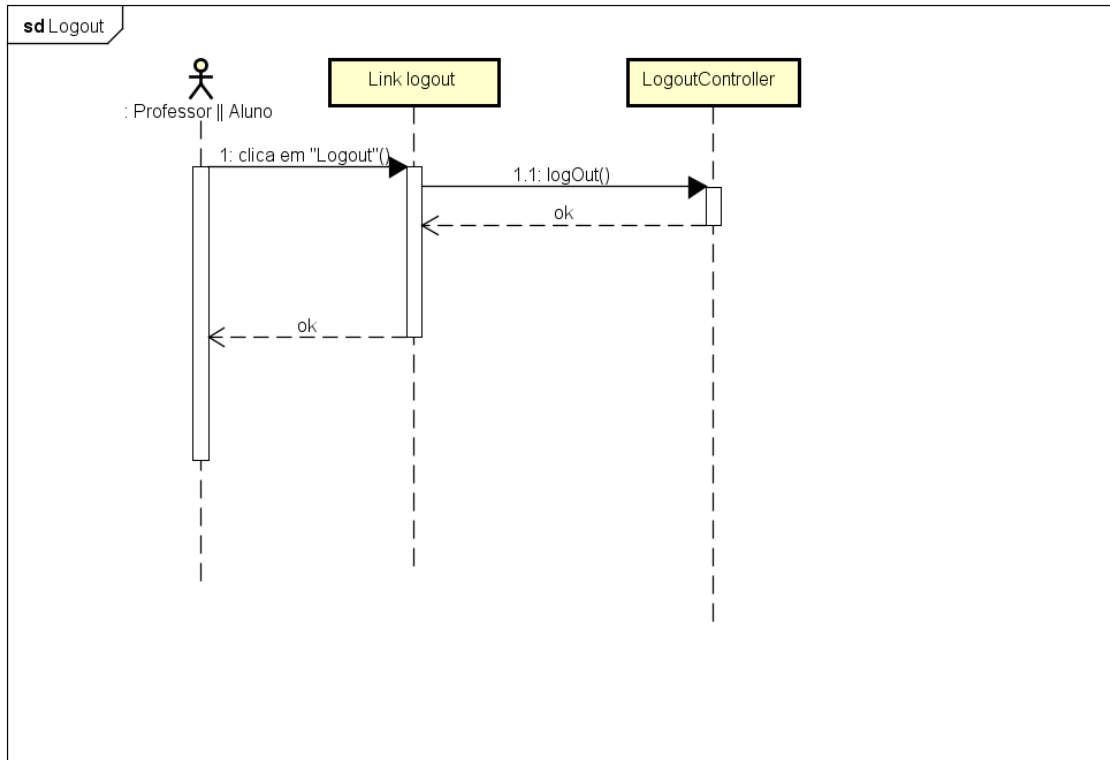 sd Logout
: Professor || Aluno
Link logout
LogoutController
1: clica em "Logout"()
1.1: logOut()
ok
ok